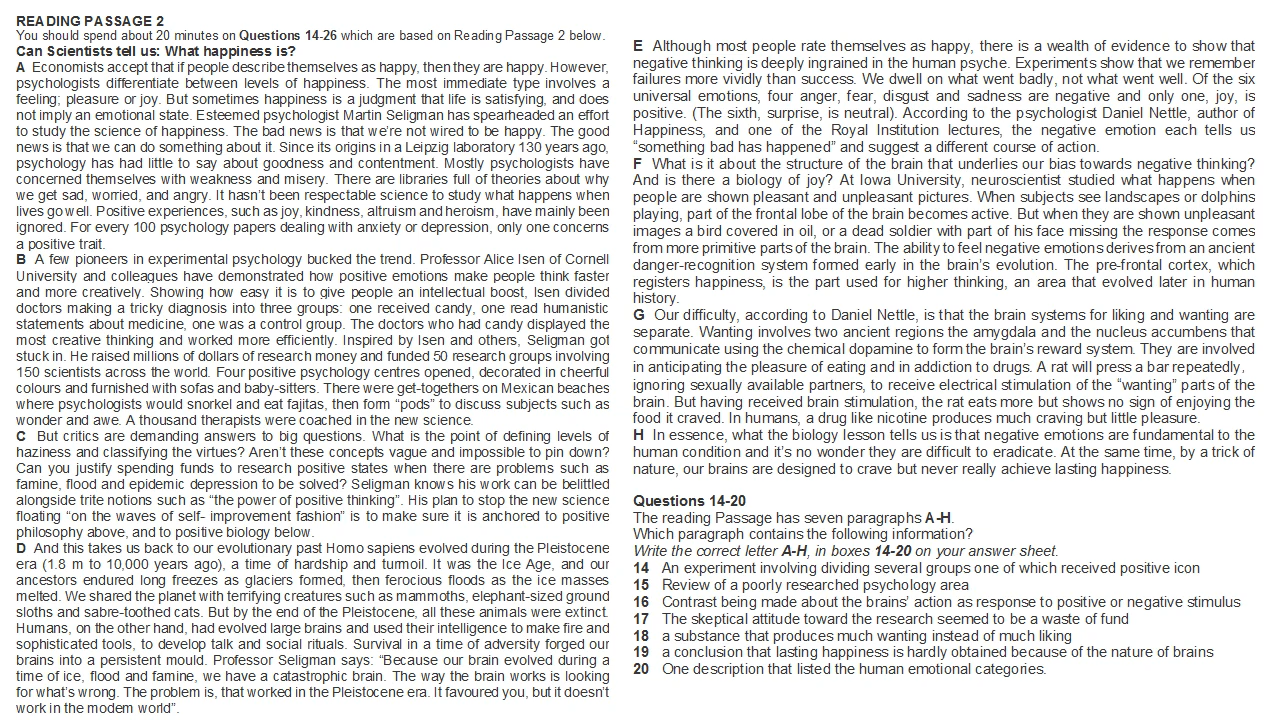 READING PASSAGE 2
You should spend about 20 minutes on Questions 14-26 which are based on Reading Passage 2 below.
Can Scientists tell us: What happiness is?
A Economists accept that if people describe themselves as happy, then they are happy. However,
psychologists differentiate between levels of happiness. The most immediate type involves a
feeling; pleasure or joy. But sometimes happiness is a judgment that life is satisfying, and does
not imply an emotional state. Esteemed psychologist Martin Seligman has spearheaded an effort
to study the science of happiness. The bad news is that we're not wired to be happy. The good
news is that we can do something about it. Since its origins in a Leipzig laboratory 130 years ago,
psychology has had little to say about goodness and contentment. Mostly psychologists have
concerned themselves with weakness and misery. There are libraries full of theories about why
we get sad, worried, and angry. It hasn't been respectable science to study what happens when
lives go well. Positive experiences, such as joy, kindness, altruism and heroism, have mainly been
ignored. For every 100 psychology papers dealing with anxiety or depression, only one concerns
a positive trait.
B A few pioneers in experimental psychology bucked the trend. Professor Alice Isen of Cornell
University and colleagues have demonstrated how positive emotions make people think faster
and more creatively. Showing how easy it is to give people an intellectual boost, Isen divided
doctors making a tricky diagnosis into three groups: one received candy, one read humanistic
statements about medicine, one was a control group. The doctors who had candy displayed the
most creative thinking and worked more efficiently. Inspired by Isen and others, Seligman got
stuck in. He raised millions of dollars of research money and funded 50 research groups involving
150 scientists across the world. Four positive psychology centres opened, decorated in cheerful
colours and furnished with sofas and baby-sitters. There were get-togethers on Mexican beaches
where psychologists would snorkel and eat fajitas, then form "pods" to discuss subjects such as
wonder and awe. A thousand therapists were coached in the new science.
C But critics are demanding answers to big questions. What is the point of defining levels of
haziness and classifying the virtues? Aren't these concepts vague and impossible to pin down?
Can you justify spending funds to research positive states when there are problems such as
famine, flood and epidemic depression to be solved? Seligman knows his work can be belittled
alongside trite notions such as "the power of positive thinking". His plan to stop the new science
floating "on the waves of self- improvement fashion" is to make sure it is anchored to positive
philosophy above, and to positive biology below.
D And this takes us back to our evolutionary past Homo sapiens evolved during the Pleistocene
era (1.8 m to 10,000 years ago), a time of hardship and turmoil. It was the Ice Age, and our
ancestors endured long freezes as glaciers formed, then ferocious floods as the ice masses
melted. We shared the planet with terrifying creatures such as mammoths, elephant-sized ground
sloths and sabre-toothed cats. But by the end of the Pleistocene, all these animals were extinct.
Humans, on the other hand, had evolved large brains and used their intelligence to make fire and
sophisticated tools, to develop talk and social rituals. Survival in a time of adversity forged our
brains into a persistent mould. Professor Seligman says: "Because our brain evolved during a
time of ice, flood and famine, we have a catastrophic brain. The way the brain works is looking
for what's wrong. The problem is, that worked in the Pleistocene era. It favoured you, but it doesn't
work in the modern world".
E Although most people rate themselves as happy, there is a wealth of evidence to show that
negative thinking is deeply ingrained in the human psyche. Experiments show that we remember
failures more vividly than success. We dwell on what went badly, not what went well. Of the six
universal emotions, four anger, fear, disgust and sadness are negative and only one, joy, is
positive. (The sixth, surprise, is neutral). According to the psychologist Daniel Nettle, author of
Happiness, and one of the Royal Institution lectures, the negative emotion each tells us
"something bad has happened" and suggest a different course of action.
F What is it about the structure of the brain that underlies our bias towards negative thinking?
And is there a biology of joy? At Iowa University, neuroscientist studied what happens when
people are shown pleasant and unpleasant pictures. When subjects see landscapes or dolphins
playing, part of the frontal lobe of the brain becomes active. But when they are shown unpleasant
images a bird covered in oil, or a dead soldier with part of his face missing the response comes
from more primitive parts of the brain. The ability to feel negative emotions derives from an ancient
danger-recognition system formed early in the brain's evolution. The pre-frontal cortex, which
registers happiness, is the part used for higher thinking, an area that evolved later in human
history.
G Our difficulty, according to Daniel Nettle, is that the brain systems for liking and wanting are
separate. Wanting involves two ancient regions the amygdala and the nucleus accumbens that
communicate using the chemical dopamine to form the brain's reward system. They are involved
in anticipating the pleasure of eating and in addiction to drugs. A rat will press a bar repeatedly,
ignoring sexually available partners, to receive electrical stimulation of the "wanting" parts of the
brain. But having received brain stimulation, the rat eats more but shows no sign of enjoying the
food it craved. In humans, a drug like nicotine produces much craving but little pleasure.
H In essence, what the biology lesson tells us is that negative emotions are fundamental to the
human condition and it's no wonder they are difficult to eradicate. At the same time, by a trick of
nature, our brains are designed to crave but never really achieve lasting happiness.
Questions 14-20
The reading Passage has seven paragraphs A-H.
Which paragraph contains the following information?
Write the correct letter A-H, in boxes 14-20 on your answer sheet.
14 An experiment involving dividing several groups one of which received positive icon
15 Review of a poorly researched psychology area
16 Contrast being made about the brains' action as response to positive or negative stimulus
17 The skeptical attitude toward the research seemed to be a waste of fund
18 a substance that produces much wanting instead of much liking
19 a conclusion that lasting happiness is hardly obtained because of the nature of brains
20 One description that listed the human emotional categories.